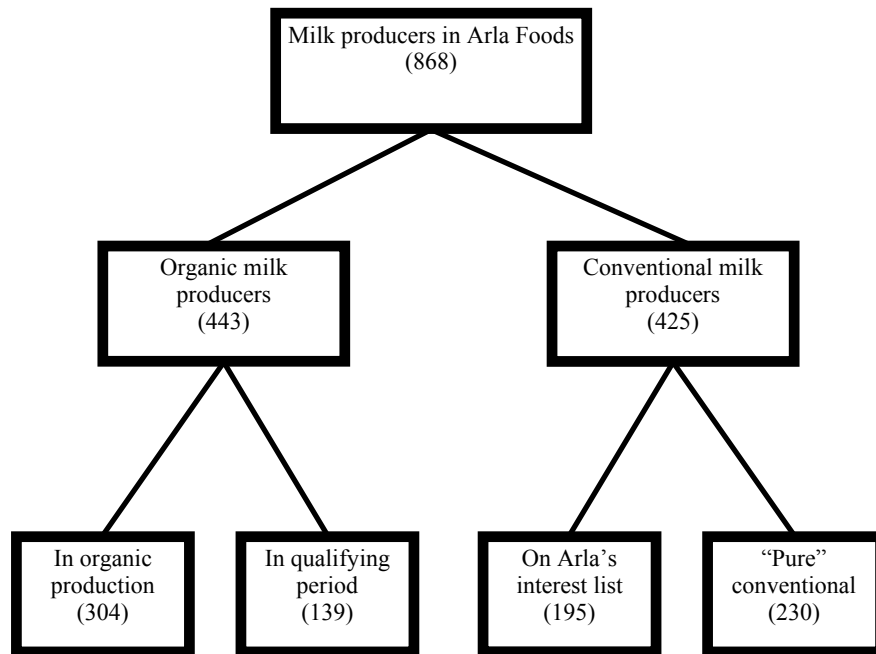 Milk producers in Arla Foods
(868)
Organic milk
producers
(443)
Conventional milk
producers
(425)
In organic
production
(304)
In qualifying
period
(139)
On Arla’s
interest list
(195)
“Pure”
conventional
(230)